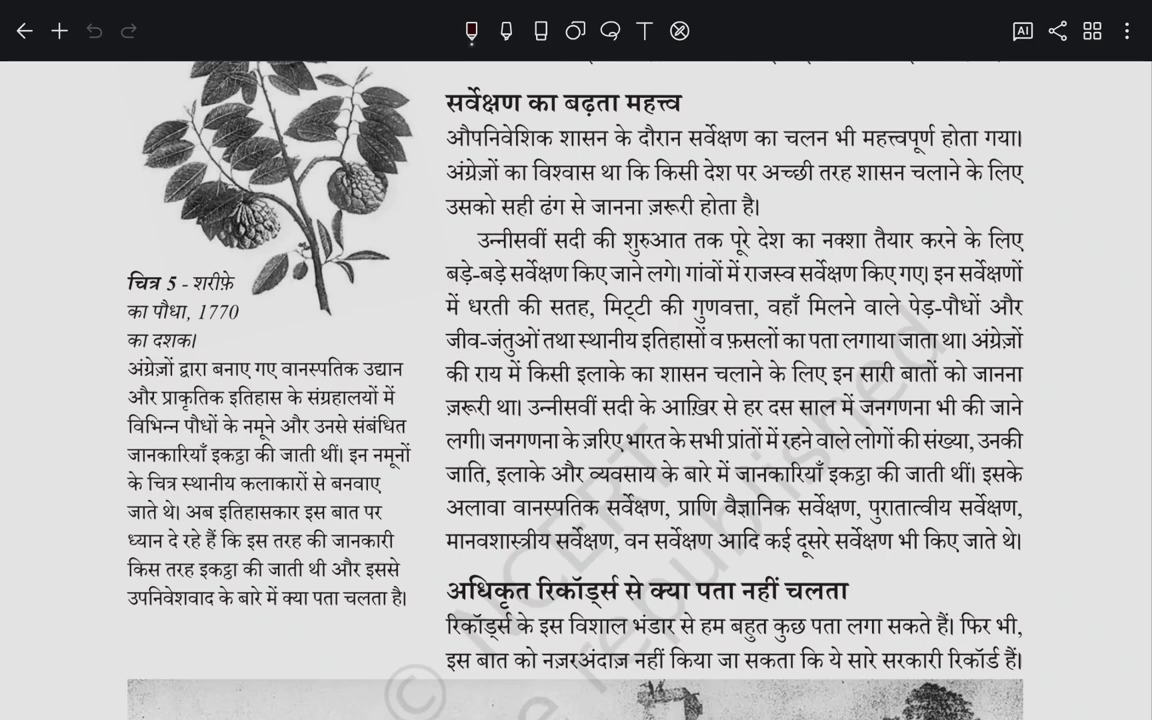 AI
T
सर्वेक्षण का बढ़ता महत्त्व
औपनिवेशिक शासन के दौरान सर्वेक्षण का चलन भी महत्त्वपूर्ण होता गया।
अंग्रेज़ों का विश्वास था कि किसी देश पर अच्छी तरह शासन चलाने के लिए
उसको सही ढंग से जानना ज़रूरी होता है।
उन्नीसवीं सदी की शुरुआत तक पूरे देश का नक्शा तैयार करने के लिए
बड़े-बड़े सर्वेक्षण किए जाने लगे। गांवों में राजस्व सर्वेक्षण किए गए। इन सर्वेक्षणों
में धरती की सतह, मिट्टी की गुणवत्ता, वहाँ मिलने वाले पेड़-पौधों और
जीव-जंतुओं तथा स्थानीय इतिहासों व फ़सलों का पता लगाया जाता था। अंग्रेज़ों
की राय में किसी इलाके का शासन चलाने के लिए इन सारी बातों को जानना
ज़रूरी था। उन्नीसवीं सदी के आख़िर से हर दस साल में जनगणना भी की जाने
लगी। जनगणना के ज़रिए भारत के सभी प्रांतों में रहने वाले लोगों की संख्या, उनकी
जाति, इलाके और व्यवसाय के बारे में जानकारियाँ इकट्ठा की जाती थीं। इसके
अलावा वानस्पतिक सर्वेक्षण, प्राणि वैज्ञानिक सर्वेक्षण, पुरातात्वीय सर्वेक्षण,
मानवशास्त्रीय सर्वेक्षण, वन सर्वेक्षण आदि कई दूसरे सर्वेक्षण भी किए जाते थे।
अधिकृत रिकॉर्ड्स से क्या पता नहीं चलता
रिकॉर्ड्स के इस विशाल भंडार से हम बहुत कुछ पता लगा सकते हैं। फिर भी,
इस बात को नज़रअंदाज़ नहीं किया जा सकता कि ये सारे सरकारी रिकॉर्ड हैं।
चित्र 5 - शरीफ़े
का पौधा, 1770
का दशक।
अंग्रेज़ों द्वारा बनाए गए वानस्पतिक उद्यान
और प्राकृतिक इतिहास के संग्रहालयों में
विभिन्न पौधों के नमूने और उनसे संबंधित
जानकारियाँ इकट्ठा की जाती थीं। इन नमूनों
के चित्र स्थानीय कलाकारों से बनवाए
जाते थे। अब इतिहासकार इस बात पर
ध्यान दे रहे हैं कि इस तरह की जानकारी
किस तरह इकट्ठा की जाती थी और इससे
उपनिवेशवाद के बारे में क्या पता चलता है।
© NCERT
be republished